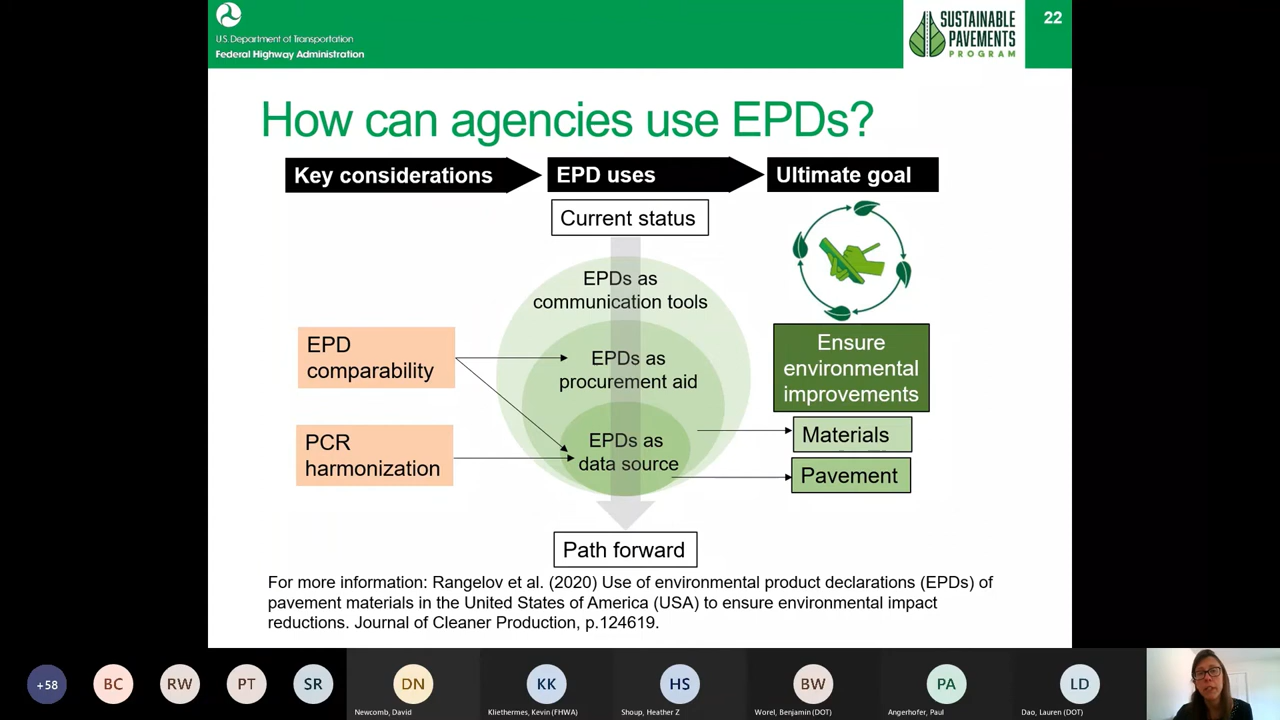 U.S. Department of Transportation
Federal Highway Administration
SUSTAINABLE
PAVEMENTS
PROGRAM
22
How can agencies use EPDs?
Key considerations
EPD uses
Ultimate goal
Current status
EPDs as
communication tools
EPD
comparability
EPDs as
procurement aid
Ensure
environmental
improvements
PCR
harmonization
EPDs as
data source
Materials
Pavement
Path forward
For more information: Rangelov et al. (2020) Use of environmental product declarations (EPDs) of
pavement materials in the United States of America (USA) to ensure environmental impact
reductions. Journal of Cleaner Production, p.124619.
+58
BC
RW
PT
SR
DN
KK
HS
BW
PA
LD
Newcomb, David
Kliethermes, Kevin (FHWA)
Shoup, Heather Z
Worel, Benjamin(DOT)
Angerhofer, Paul
Dao, Lauren (DOT)